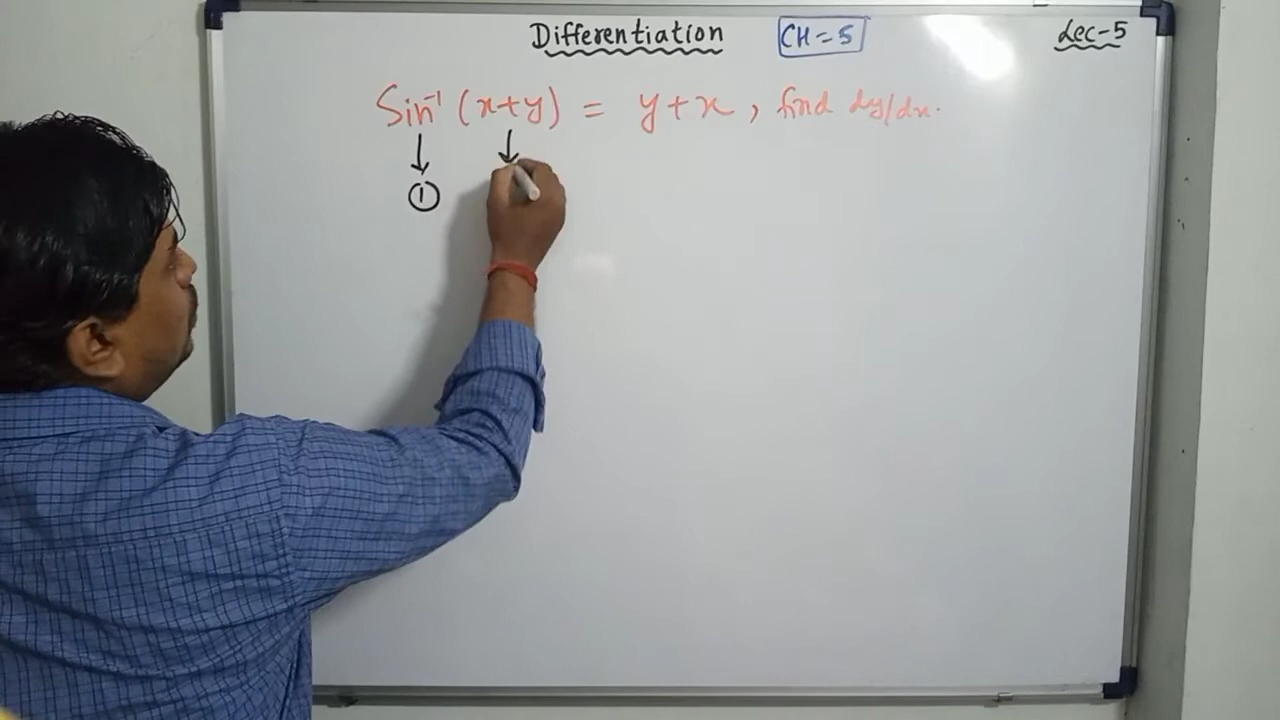 Differentiation CH=5 Lec-5
Sin⁻¹ (x+y) = y+x, find dy/dx.
①